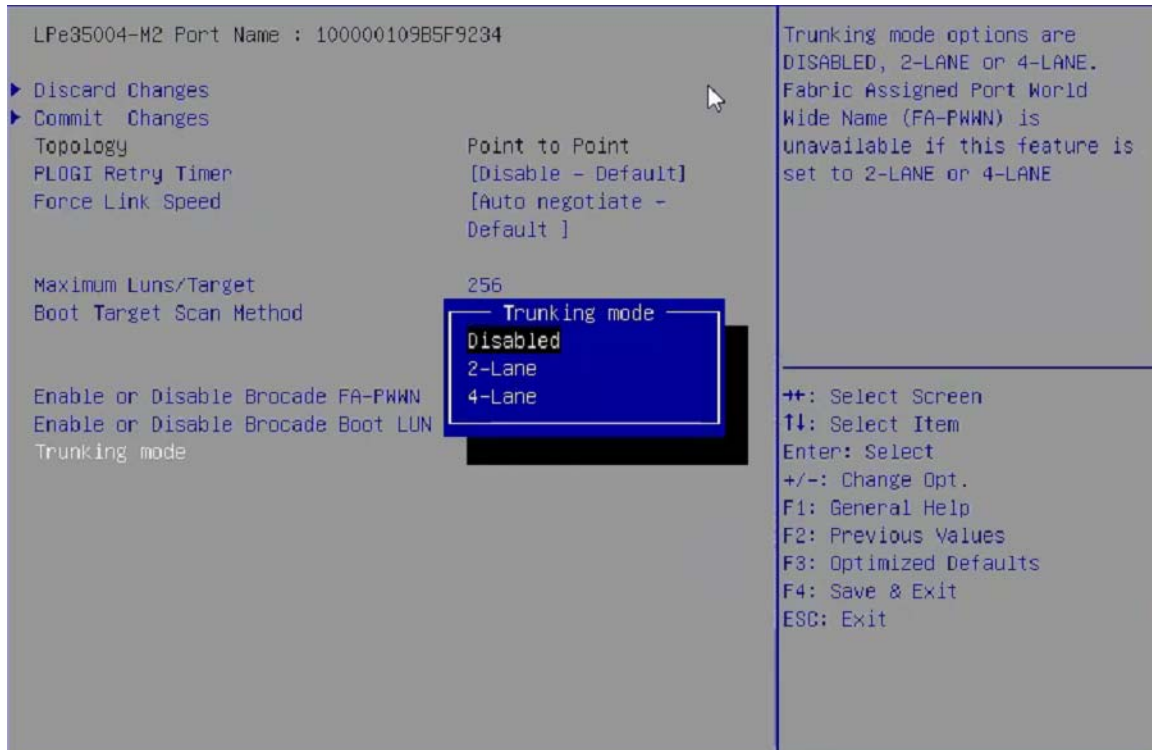 LPe35004-M2 Port Name : 100000109B5F9234
Discard Changes
Commit Changes
Topology Point to Point
PLOGI Retry Timer [Disable - Default]
Force Link Speed [Auto negotiate -
Default ]
Maximum Luns/Target 256
Boot Target Scan Method
Enable or Disable Brocade FA-PWWN
Enable or Disable Brocade Boot LUN
Trunking mode
Trunking mode
Disabled
2-Lane
4-Lane
Trunking mode options are
DISABLED, 2-LANE or 4-LANE.
Fabric Assigned Port World
Wide Name (FA-PWWN) is
unavailable if this feature is
set to 2-LANE or 4-LANE
→←: Select Screen
↑↓: Select Item
Enter: Select
+/-: Change Opt.
F1: General Help
F2: Previous Values
F3: Optimized Defaults
F4: Save & Exit
ESC: Exit